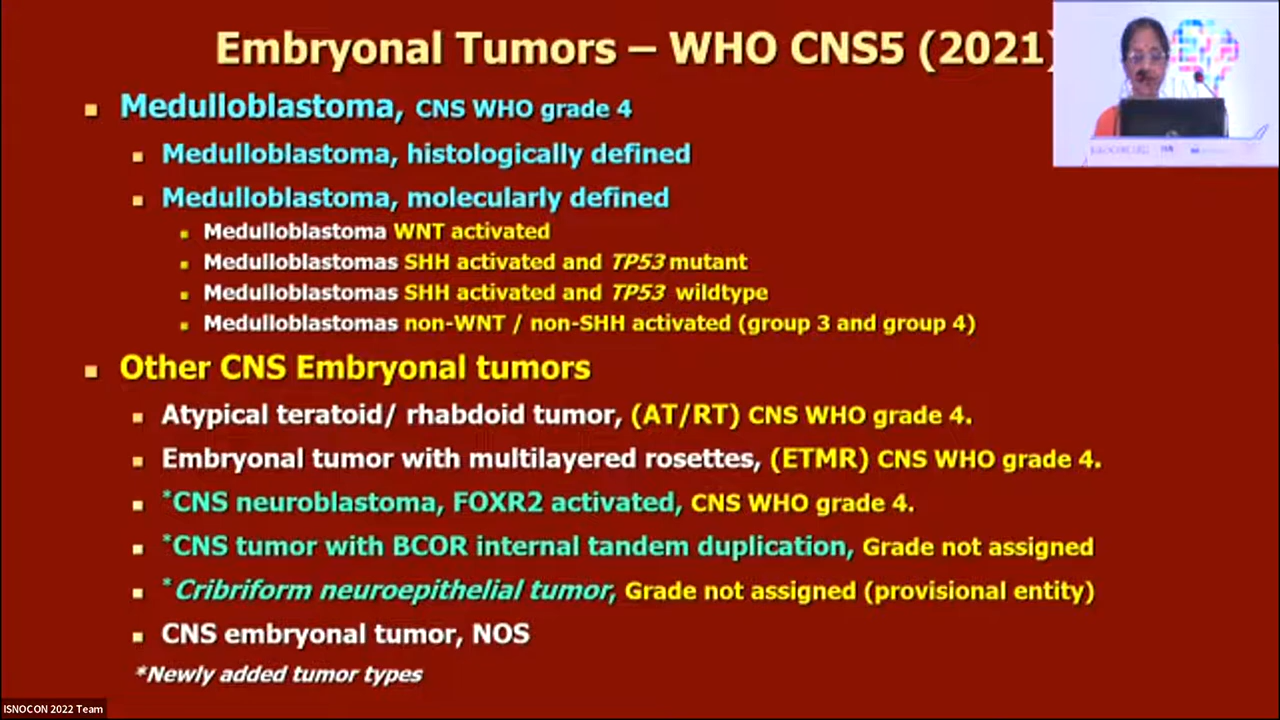 Embryonal Tumors – WHO CNS5 (2021)
Medulloblastoma, CNS WHO grade 4
Medulloblastoma, histologically defined
Medulloblastoma, molecularly defined
Medulloblastoma WNT activated
Medulloblastomas SHH activated and TP53 mutant
Medulloblastomas SHH activated and TP53 wildtype
Medulloblastomas non-WNT / non-SHH activated (group 3 and group 4)
Other CNS Embryonal tumors
Atypical teratoid/ rhabdoid tumor, (AT/RT) CNS WHO grade 4.
Embryonal tumor with multilayered rosettes, (ETMR) CNS WHO grade 4.
*CNS neuroblastoma, FOXR2 activated, CNS WHO grade 4.
*CNS tumor with BCOR internal tandem duplication, Grade not assigned
*Cribriform neuroepithelial tumor, Grade not assigned (provisional entity)
CNS embryonal tumor, NOS
*Newly added tumor types
ISNOCON 2022 Team